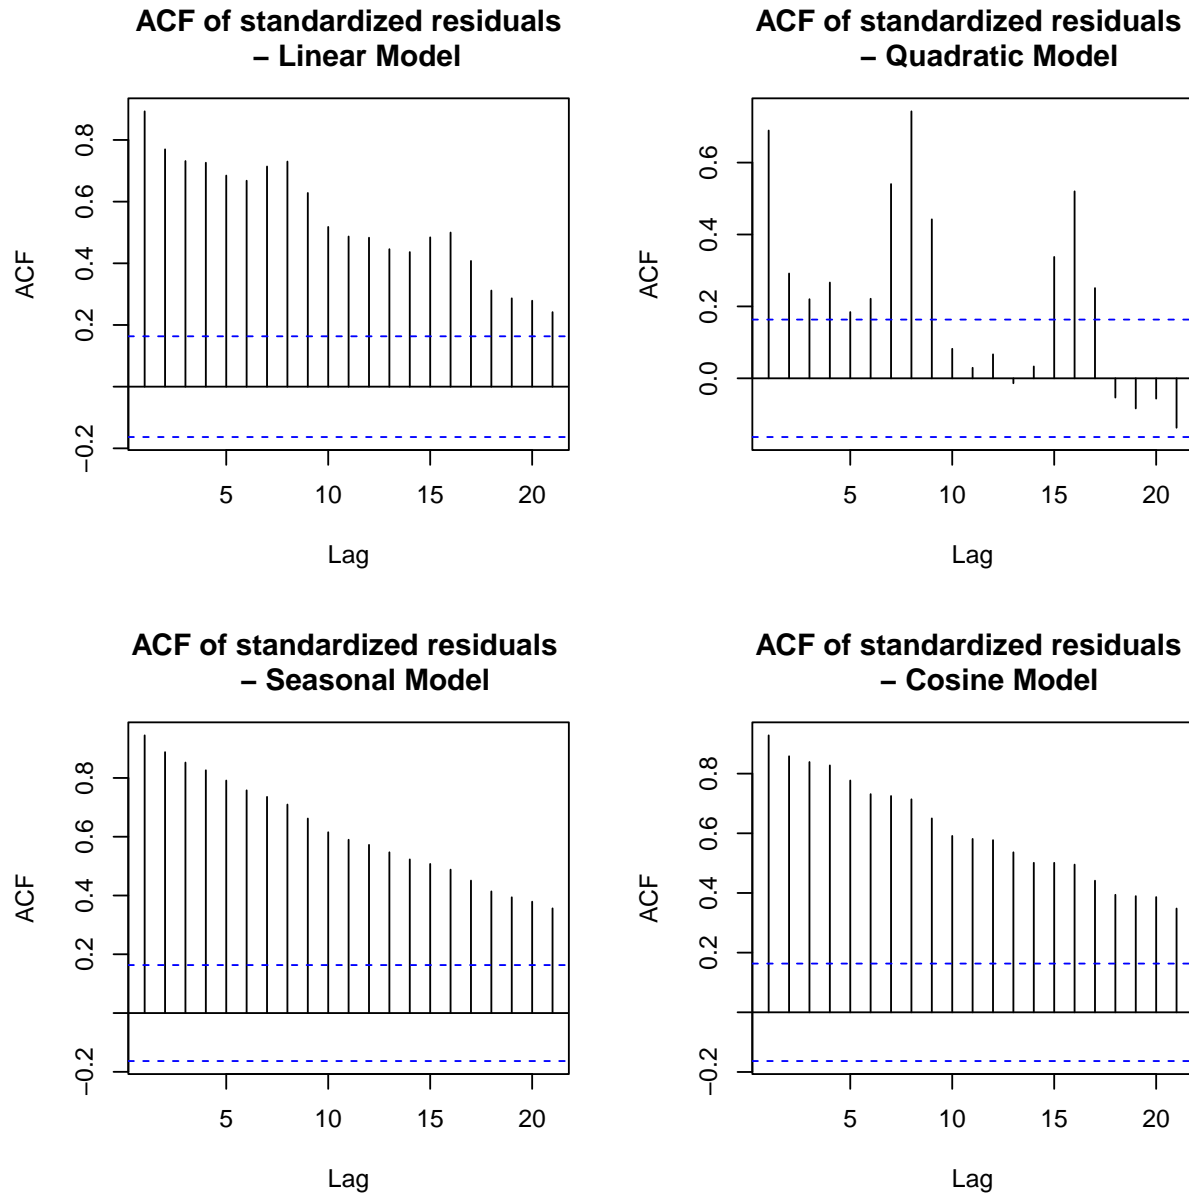 ACF of standardized residuals
– Linear Model
ACF
0.8
0.6
0.4
0.2
−0.2
5 10 15 20
Lag
ACF of standardized residuals
– Quadratic Model
ACF
0.6
0.4
0.2
0.0
5 10 15 20
Lag
ACF of standardized residuals
– Seasonal Model
ACF
0.8
0.6
0.4
0.2
−0.2
5 10 15 20
Lag
ACF of standardized residuals
– Cosine Model
ACF
0.8
0.6
0.4
0.2
−0.2
5 10 15 20
Lag